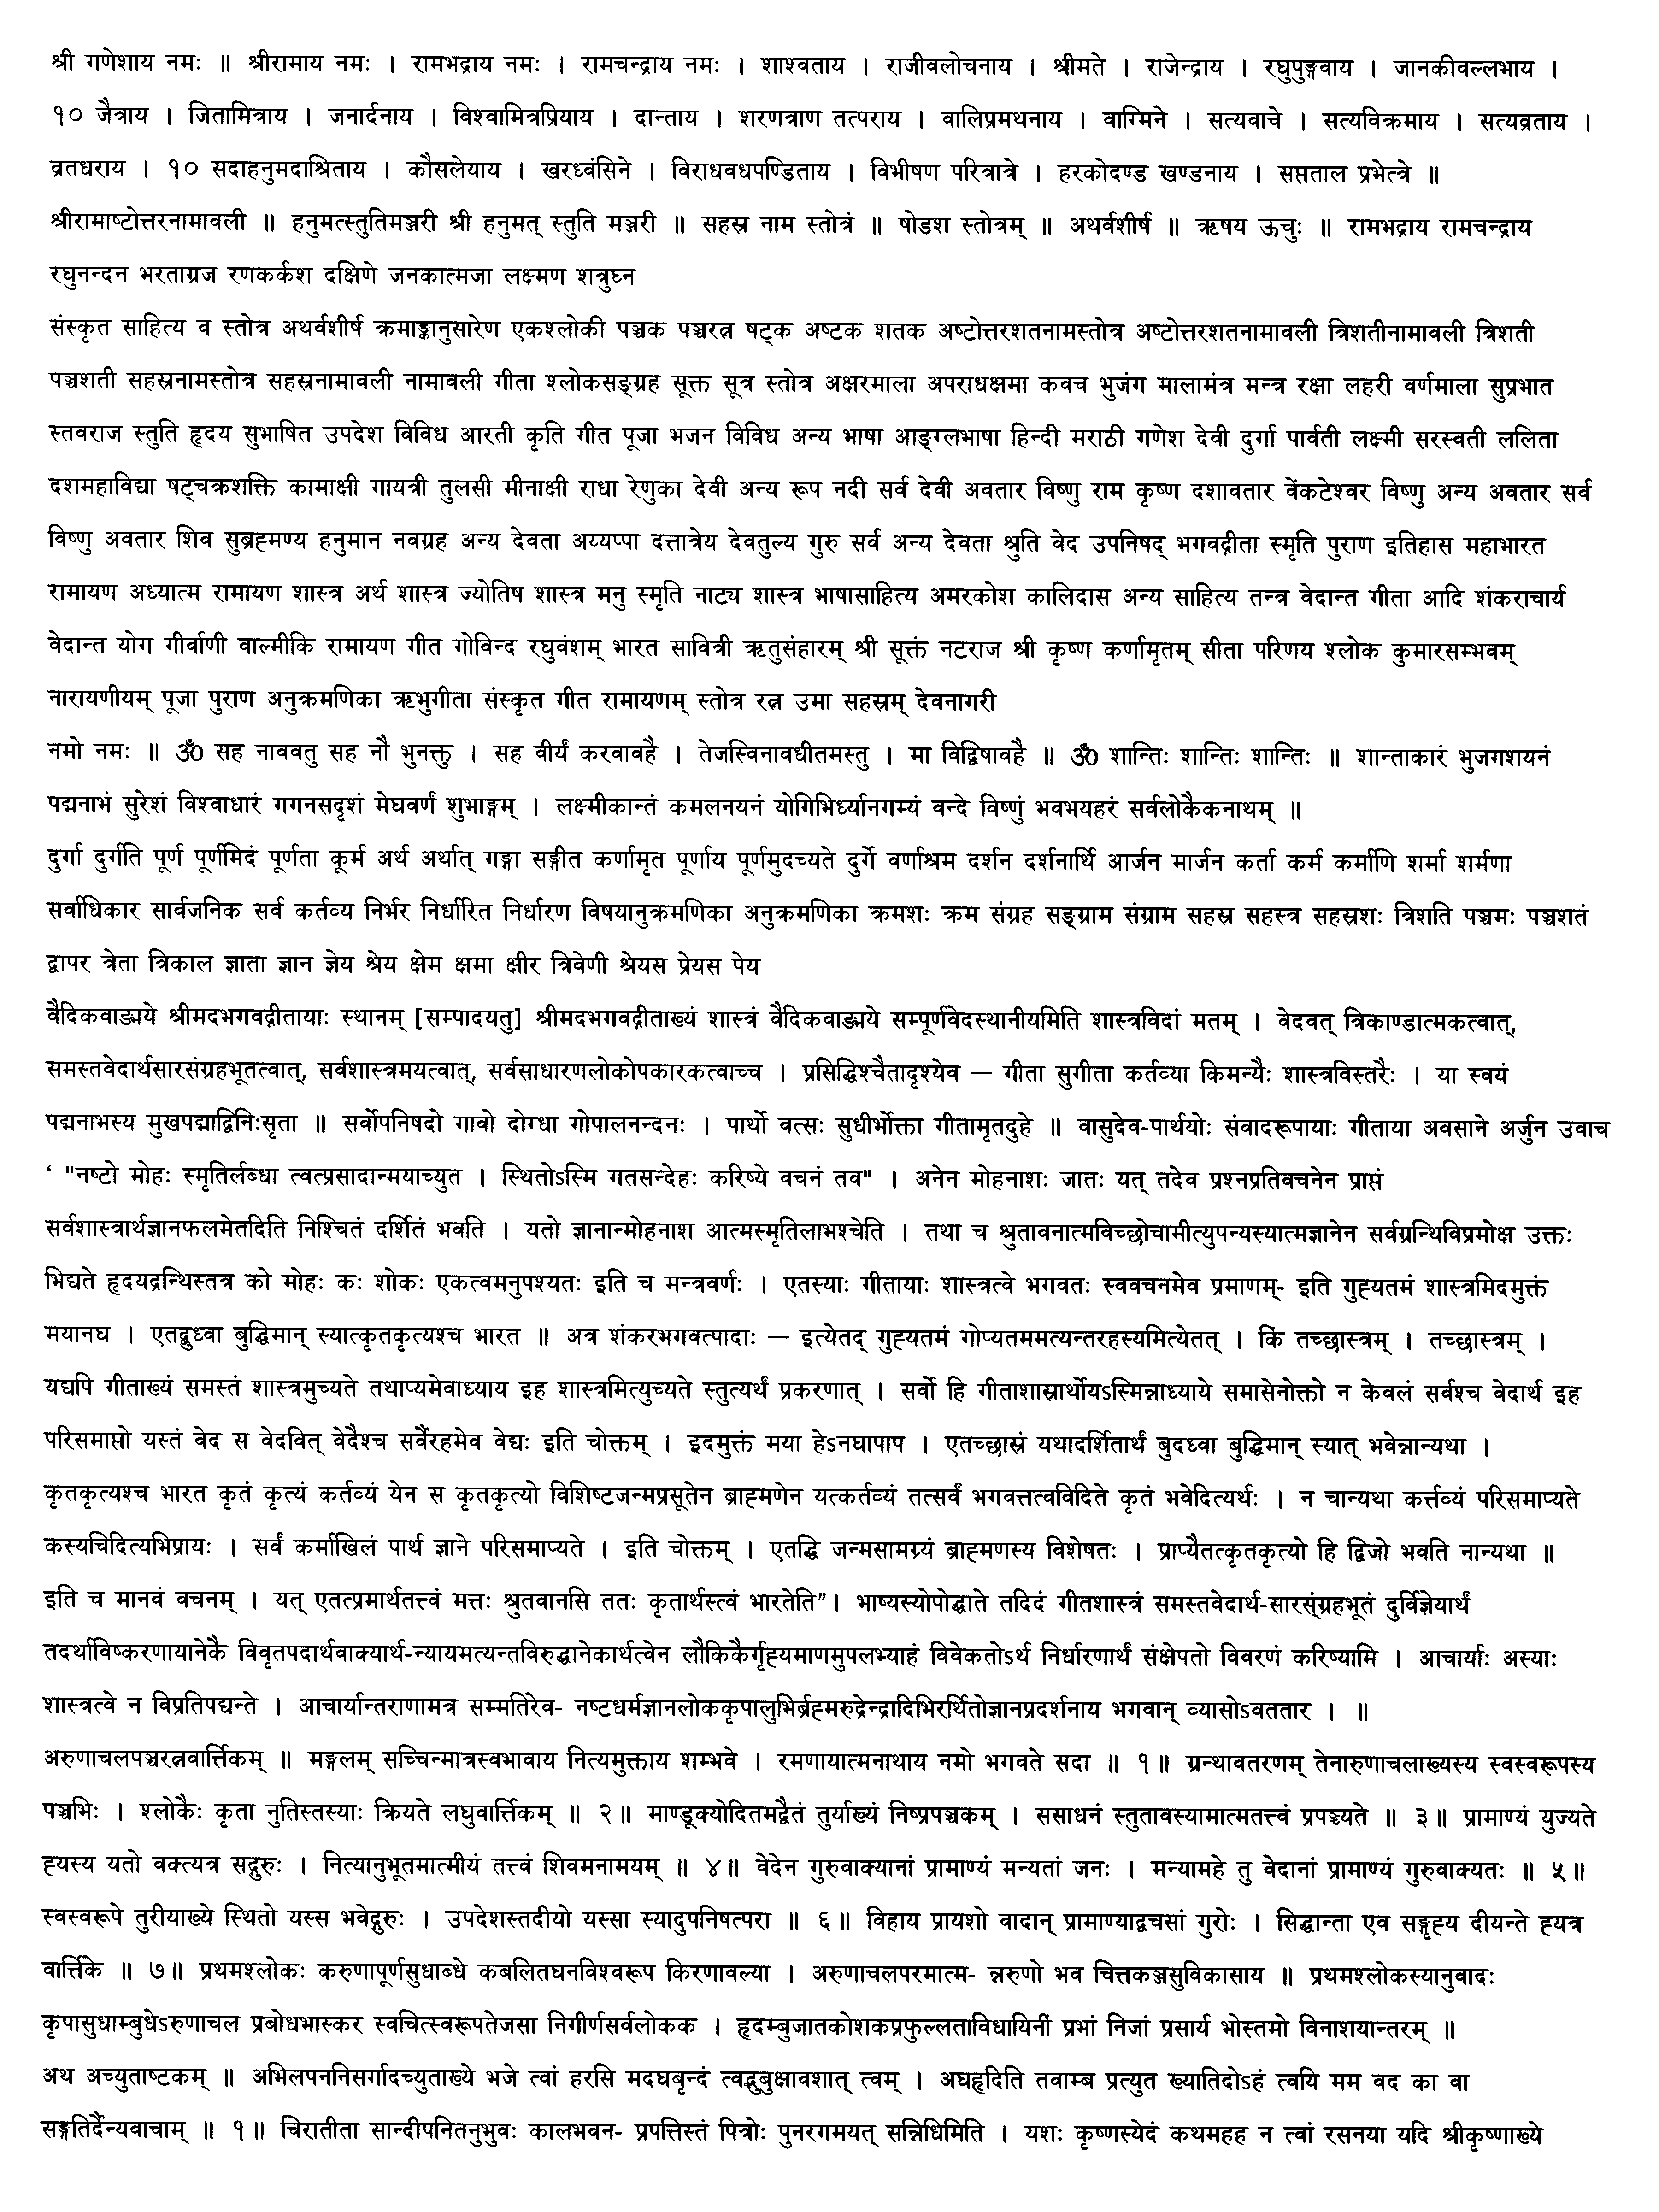 श्री गणेशाय नमः ॥ श्रीरामाय नमः । रामभद्राय नमः । रामचन्द्राय नमः । शाश्वताय । राजीवलोचनाय । श्रीमते । राजेन्द्राय । रघुपुङ्गवाय । जानकीवल्लभाय ।
१० जैत्राय । जितामित्राय । जनार्दनाय । विश्वामित्रप्रियाय । दान्ताय । शरणत्राण तत्पराय । वालिप्रमथनाय । वाग्मिने । सत्यवाचे । सत्यविक्रमाय । सत्यव्रताय ।
व्रतधराय । १० सदाहनुमदाश्रिताय । कौसलेयाय । खरध्वंसिने । विराधवधपण्डिताय । विभीषण परित्रात्रे । हरकोदण्ड खण्डनाय । सप्तताल प्रभेत्त्रे ॥
श्रीरामाष्टोत्तरनामावली ॥ हनुमत्स्तुतिमञ्जरी श्री हनुमत् स्तुति मञ्जरी ॥ सहस्र नाम स्तोत्रं ॥ षोडश स्तोत्रम् ॥ अथर्वशीर्ष ॥ ऋषय ऊचुः ॥ रामभद्राय रामचन्द्राय
रघुनन्दन भरताग्रज रणकर्कश दक्षिणे जनकात्मजा लक्ष्मण शत्रुघ्न
संस्कृत साहित्य व स्तोत्र अथर्वशीर्ष क्रमाङ्कानुसारेण एकश्लोकी पञ्चक पञ्चरत्न षट्क अष्टक शतक अष्टोत्तरशतनामस्तोत्र अष्टोत्तरशतनामावली त्रिशतीनामावली त्रिशती
पञ्चशती सहस्रनामस्तोत्र सहस्रनामावली नामावली गीता श्लोकसङ्ग्रह सूक्त सूत्र स्तोत्र अक्षरमाला अपराधक्षमा कवच भुजंग मालामंत्र मन्त्र रक्षा लहरी वर्णमाला सुप्रभात
स्तवराज स्तुति हृदय सुभाषित उपदेश विविध आरती कृति गीत पूजा भजन विविध अन्य भाषा आङ्ग्लभाषा हिन्दी मराठी गणेश देवी दुर्गा पार्वती लक्ष्मी सरस्वती ललिता
दशमहाविद्या षट्चक्रशक्ति कामाक्षी गायत्री तुलसी मीनाक्षी राधा रेणुका देवी अन्य रूप नदी सर्व देवी अवतार विष्णु राम कृष्ण दशावतार वेंकटेश्वर विष्णु अन्य अवतार सर्व
विष्णु अवतार शिव सुब्रह्मण्य हनुमान नवग्रह अन्य देवता अय्यप्पा दत्तात्रेय देवतुल्य गुरु सर्व अन्य देवता श्रुति वेद उपनिषद् भगवद्गीता स्मृति पुराण इतिहास महाभारत
रामायण अध्यात्म रामायण शास्त्र अर्थ शास्त्र ज्योतिष शास्त्र मनु स्मृति नाट्य शास्त्र भाषासाहित्य अमरकोश कालिदास अन्य साहित्य तन्त्र वेदान्त गीता आदि शंकराचार्य
वेदान्त योग गीर्वाणी वाल्मीकि रामायण गीत गोविन्द रघुवंशम् भारत सावित्री ऋतुसंहारम् श्री सूक्तं नटराज श्री कृष्ण कर्णामृतम् सीता परिणय श्लोक कुमारसम्भवम्
नारायणीयम् पूजा पुराण अनुक्रमणिका ऋभुगीता संस्कृत गीत रामायणम् स्तोत्र रत्न उमा सहस्रम् देवनागरी
नमो नमः ॥ ॐ सह नाववतु सह नौ भुनक्तु । सह वीर्यं करवावहै । तेजस्विनावधीतमस्तु । मा विद्विषावहै ॥ ॐ शान्तिः शान्तिः शान्तिः ॥ शान्ताकारं भुजगशयनं
पद्मनाभं सुरेशं विश्वाधारं गगनसदृशं मेघवर्णं शुभाङ्गम् । लक्ष्मीकान्तं कमलनयनं योगिभिर्ध्यानगम्यं वन्दे विष्णुं भवभयहरं सर्वलोकैकनाथम् ॥
दुर्गा दुर्गति पूर्ण पूर्णमिदं पूर्णता कूर्म अर्थ अर्थात् गङ्गा सङ्गीत कर्णामृत पूर्णाय पूर्णमुदच्यते दुर्गे वर्णाश्रम दर्शन दर्शनार्थि आर्जन मार्जन कर्ता कर्म कर्माणि शर्मा शर्मणा
सर्वाधिकार सार्वजनिक सर्व कर्तव्य निर्भर निर्धारित निर्धारण विषयानुक्रमणिका अनुक्रमणिका क्रमशः क्रम संग्रह सङ्ग्राम संग्राम सहस्र सहस्त्र सहस्रशः त्रिशति पञ्चमः पञ्चशतं
द्वापर त्रेता त्रिकाल ज्ञाता ज्ञान ज्ञेय श्रेय क्षेम क्षमा क्षीर त्रिवेणी श्रेयस प्रेयस पेय
वैदिकवाङ्मये श्रीमदभगवद्गीतायाः स्थानम् [सम्पादयतु] श्रीमदभगवद्गीताख्यं शास्त्रं वैदिकवाङ्मये सम्पूर्णवेदस्थानीयमिति शास्त्रविदां मतम् । वेदवत् त्रिकाण्डात्मकत्वात्,
समस्तवेदार्थसारसंग्रहभूतत्वात्, सर्वशास्त्रमयत्वात्, सर्वसाधारणलोकोपकारकत्वाच्च । प्रसिद्धिश्चैतादृश्येव — गीता सुगीता कर्तव्या किमन्यैः शास्त्रविस्तरैः । या स्वयं
पद्मनाभस्य मुखपद्माद्विनिःसृता ॥ सर्वोपनिषदो गावो दोग्धा गोपालनन्दनः । पार्थो वत्सः सुधीर्भोक्ता गीतामृतदुहे ॥ वासुदेव-पार्थयोः संवादरूपायाः गीताया अवसाने अर्जुन उवाच
‘ "नष्टो मोहः स्मृतिर्लब्धा त्वत्प्रसादान्मयाच्युत । स्थितोऽस्मि गतसन्देहः करिष्ये वचनं तव" । अनेन मोहनाशः जातः यत् तदेव प्रश्नप्रतिवचनेन प्राप्तं
सर्वशास्त्रार्थज्ञानफलमेतदिति निश्चितं दर्शितं भवति । यतो ज्ञानान्मोहनाश आत्मस्मृतिलाभश्चेति । तथा च श्रुतावनात्मविच्छोचामीत्युपन्यस्यात्मज्ञानेन सर्वग्रन्थिविप्रमोक्ष उक्तः
भिद्यते हृदयद्रन्थिस्तत्र को मोहः कः शोकः एकत्वमनुपश्यतः इति च मन्त्रवर्णः । एतस्याः गीतायाः शास्त्रत्वे भगवतः स्ववचनमेव प्रमाणम्- इति गुह्यतमं शास्त्रमिदमुक्तं
मयानघ । एतद्बुध्वा बुद्धिमान् स्यात्कृतकृत्यश्च भारत ॥ अत्र शंकरभगवत्पादाः — इत्येतद् गुह्यतमं गोप्यतममत्यन्तरहस्यमित्येतत् । किं तच्छास्त्रम् । तच्छास्त्रम् ।
यद्यपि गीताख्यं समस्तं शास्त्रमुच्यते तथाप्यमेवाध्याय इह शास्त्रमित्युच्यते स्तुत्यर्थं प्रकरणात् । सर्वो हि गीताशास्रार्थोयऽस्मिन्नाध्याये समासेनोक्तो न केवलं सर्वश्च वेदार्थ इह
परिसमाप्तो यस्तं वेद स वेदवित् वेदैश्च सर्वैरहमेव वेद्यः इति चोक्तम् । इदमुक्तं मया हेऽनघापाप । एतच्छास्रं यथादर्शितार्थं बुदध्वा बुद्धिमान् स्यात् भवेन्नान्यथा ।
कृतकृत्यश्च भारत कृतं कृत्यं कर्तव्यं येन स कृतकृत्यो विशिष्टजन्मप्रसूतेन ब्राह्मणेन यत्कर्तव्यं तत्सर्वं भगवत्तत्वविदिते कृतं भवेदित्यर्थः । न चान्यथा कर्त्तव्यं परिसमाप्यते
कस्यचिदित्यभिप्रायः । सर्वं कर्माखिलं पार्थ ज्ञाने परिसमाप्यते । इति चोक्तम् । एतद्धि जन्मसामग्र्यं ब्राह्मणस्य विशेषतः । प्राप्यैतत्कृतकृत्यो हि द्विजो भवति नान्यथा ॥
इति च मानवं वचनम् । यत् एतत्प्रमार्थतत्त्वं मत्तः श्रुतवानसि ततः कृतार्थस्त्वं भारतेति”। भाष्यस्योपोद्घाते तदिदं गीतशास्त्रं समस्तवेदार्थ-सारस्ंग्रहभूतं दुर्विज्ञेयार्थं
तदर्थाविष्करणायानेकै विवृतपदार्थवाक्यार्थ-न्यायमत्यन्तविरुद्धानेकार्थत्वेन लौकिकैर्गृह्यमाणमुपलभ्याहं विवेकतोऽर्थ निर्धारणार्थं संक्षेपतो विवरणं करिष्यामि । आचार्याः अस्याः
शास्त्रत्वे न विप्रतिपद्यन्ते । आचार्यान्तराणामत्र सम्मतिरेव- नष्टधर्मज्ञानलोककृपालुभिर्ब्रह्मरुद्रेन्द्रादिभिरर्थितोज्ञानप्रदर्शनाय भगवान् व्यासोऽवततार । ॥
अरुणाचलपञ्चरत्नवार्त्तिकम् ॥ मङ्गलम् सच्चिन्मात्रस्वभावाय नित्यमुक्ताय शम्भवे । रमणायात्मनाथाय नमो भगवते सदा ॥ १॥ ग्रन्थावतरणम् तेनारुणाचलाख्यस्य स्वस्वरूपस्य
पञ्चभिः । श्लोकैः कृता नुतिस्तस्याः क्रियते लघुवार्त्तिकम् ॥ २॥ माण्डूक्योदितमद्वैतं तुर्याख्यं निष्प्रपञ्चकम् । ससाधनं स्तुतावस्यामात्मतत्त्वं प्रपञ्च्यते ॥ ३॥ प्रामाण्यं युज्यते
ह्यस्य यतो वक्त्यत्र सद्गुरुः । नित्यानुभूतमात्मीयं तत्त्वं शिवमनामयम् ॥ ४॥ वेदेन गुरुवाक्यानां प्रामाण्यं मन्यतां जनः । मन्यामहे तु वेदानां प्रामाण्यं गुरुवाक्यतः ॥ ५॥
स्वस्वरूपे तुरीयाख्ये स्थितो यस्स भवेद्गुरुः । उपदेशस्तदीयो यस्सा स्यादुपनिषत्परा ॥ ६॥ विहाय प्रायशो वादान् प्रामाण्याद्वचसां गुरोः । सिद्धान्ता एव सङ्गृह्य दीयन्ते ह्यत्र
वार्त्तिके ॥ ७॥ प्रथमश्लोकः करुणापूर्णसुधाब्धे कबलितघनविश्वरूप किरणावल्या । अरुणाचलपरमात्म- न्नरुणो भव चित्तकञ्जसुविकासाय ॥ प्रथमश्लोकस्यानुवादः
कृपासुधाम्बुधेऽरुणाचल प्रबोधभास्कर स्वचित्स्वरूपतेजसा निगीर्णसर्वलोकक । हृदम्बुजातकोशकप्रफुल्लताविधायिनीं प्रभां निजां प्रसार्य भोस्तमो विनाशयान्तरम् ॥
अथ अच्युताष्टकम् ॥ अभिलपननिसर्गादच्युताख्ये भजे त्वां हरसि मदघबृन्दं त्वद्भुबुक्षावशात् त्वम् । अघहृदिति तवाम्ब प्रत्युत ख्यातिदोऽहं त्वयि मम वद का वा
सङ्गतिर्दैन्यवाचाम् ॥ १॥ चिरातीता सान्दीपनितनुभुवः कालभवन- प्रपत्तिस्तं पित्रोः पुनरगमयत् सन्निधिमिति । यशः कृष्णस्येदं कथमहह न त्वां रसनया यदि श्रीकृष्णाख्ये